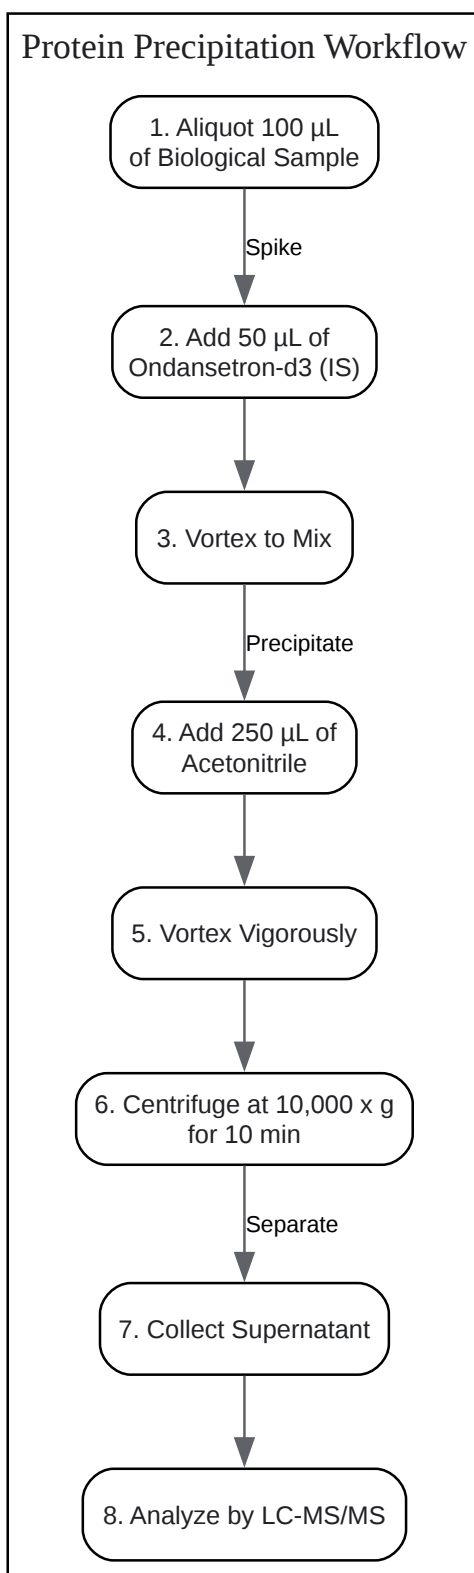 Protein Precipitation Workflow
1. Aliquot 100 µL
of Biological Sample
Spike
2. Add 50 µL of
Ondansetron-d3 (IS)
3. Vortex to Mix
Precipitate
4. Add 250 µL of
Acetonitrile
5. Vortex Vigorously
6. Centrifuge at 10,000 x g
for 10 min
Separate
7. Collect Supernatant
8. Analyze by LC-MS/MS